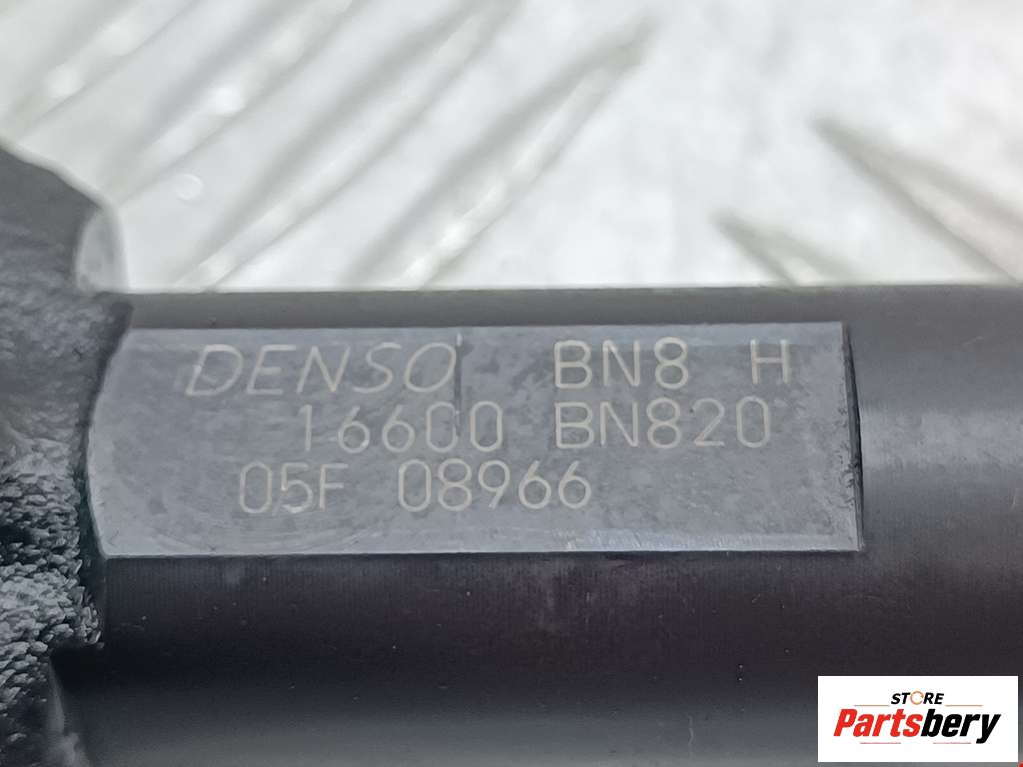 DENSO BN8 H
16600 BN820
05F 08966
STORE
Partsbery